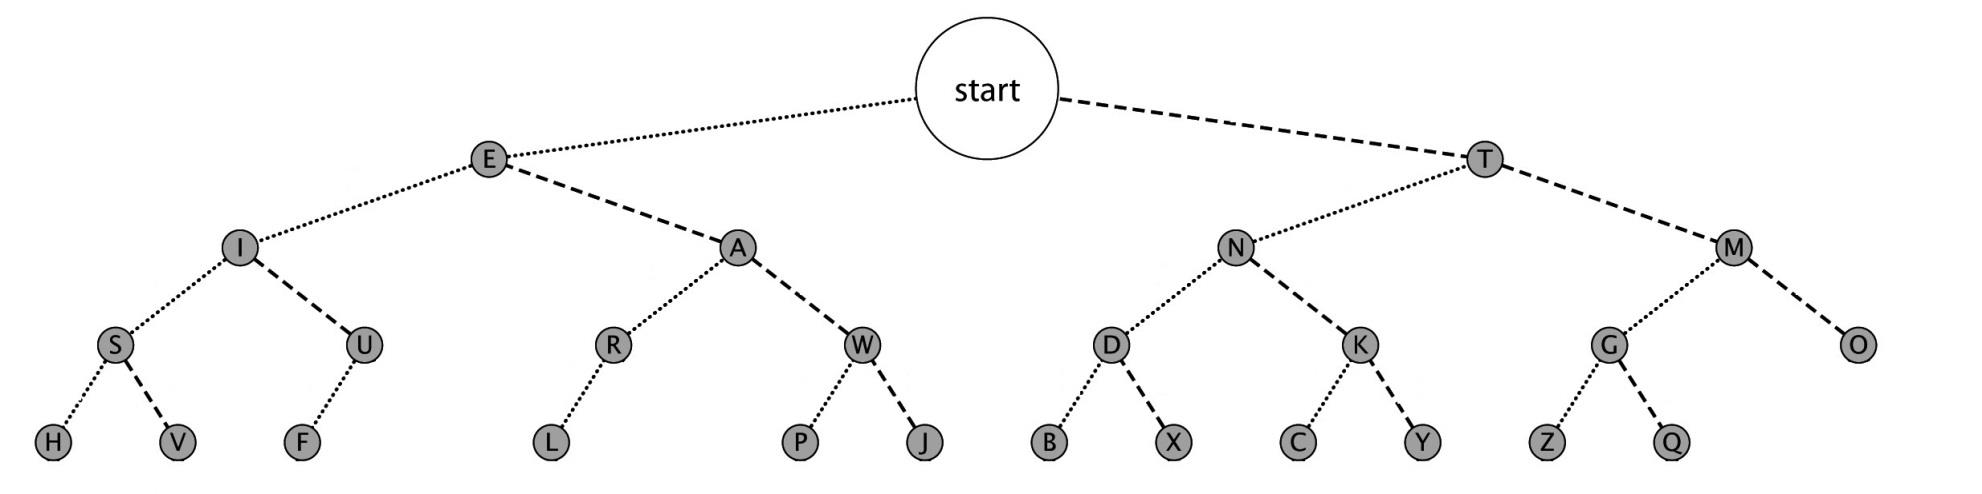 start
E T
I A N M
S U R W D K G O
H V F L P J B X C Y Z Q